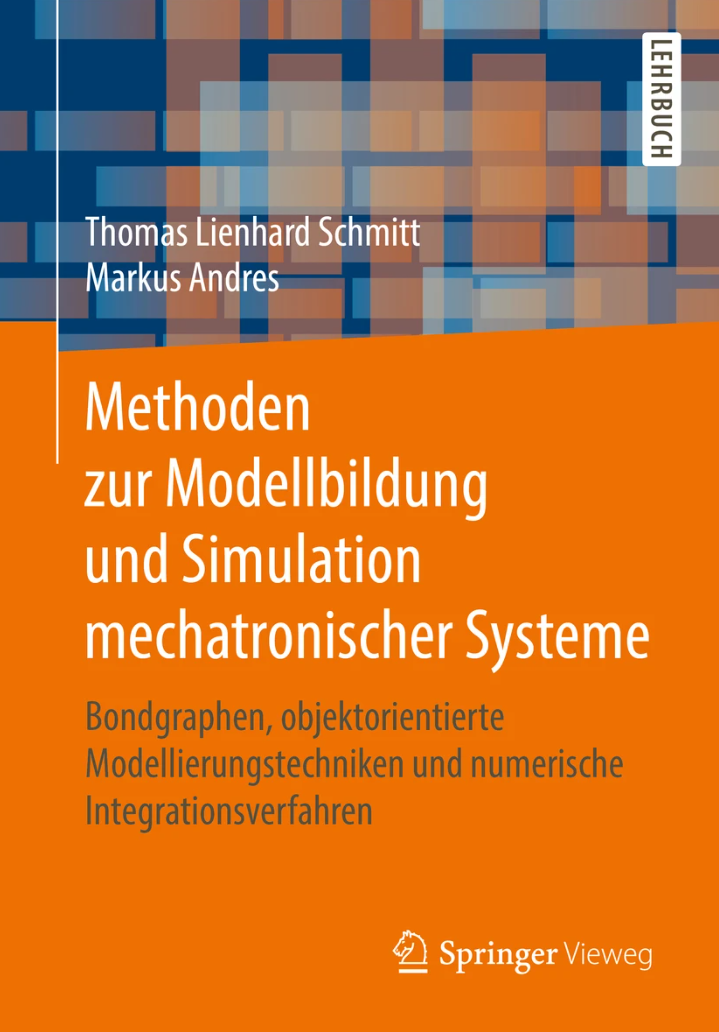 LEHRBUCH
Thomas Lienhard Schmitt
Markus Andres
Methoden
zur Modellbildung
und Simulation
mechatronischer Systeme
Bondgraphen, objektorientierte
Modellierungstechniken und numerische
Integrationsverfahren
Springer Vieweg